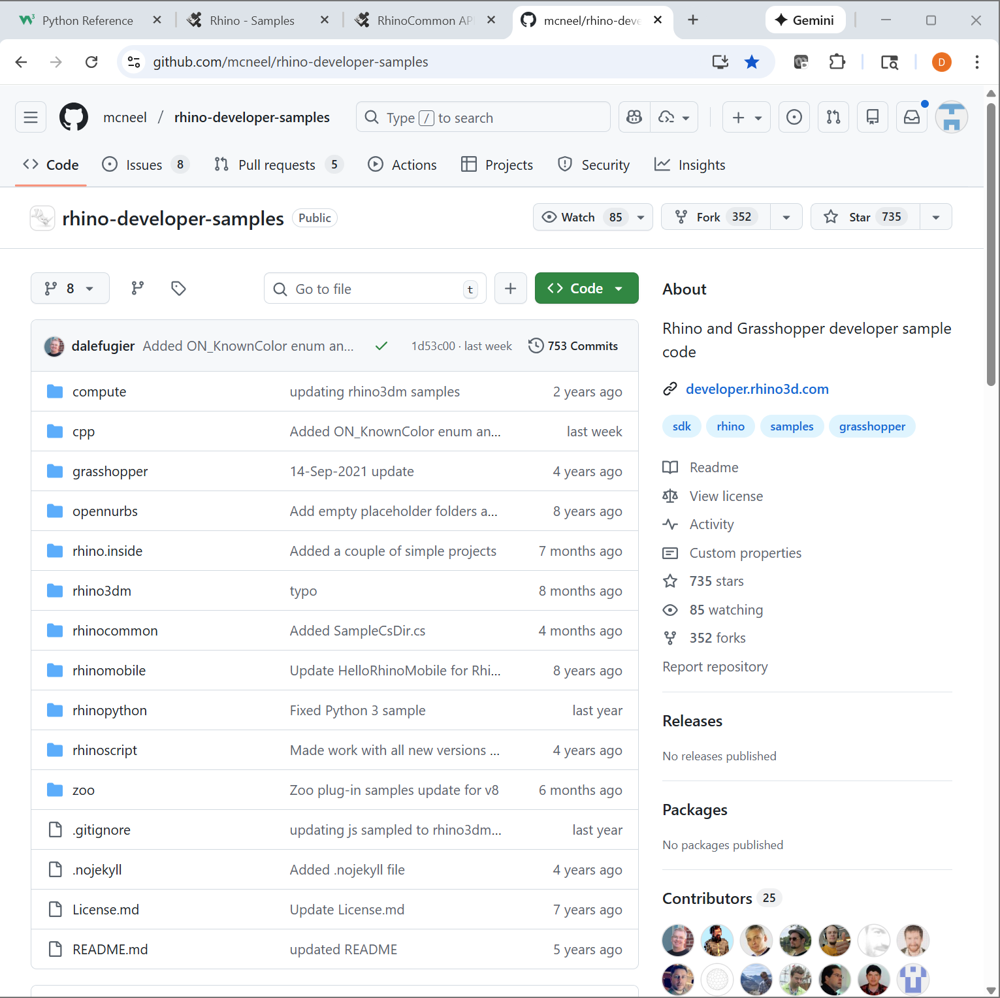 Python Reference
Rhino - Samples
RhinoCommon AP
mcneel/rhino-deve
Gemini
github.com/mcneel/rhino-developer-samples
D
mcneel / rhino-developer-samples
Type / to search
Code
Issues 8
Pull requests 5
Actions
Projects
Security
Insights
rhino-developer-samples Public
Watch 85
Fork 352
Star 735
8
Go to file t
Code
dalefugier Added ON_KnownColor enum an... 1d53c00 · last week 753 Commits
compute updating rhino3dm samples 2 years ago
cpp Added ON_KnownColor enum an... last week
grasshopper 14-Sep-2021 update 4 years ago
opennurbs Add empty placeholder folders a... 8 years ago
rhino.inside Added a couple of simple projects 7 months ago
rhino3dm typo 8 months ago
rhinocommon Added SampleCsDir.cs 4 months ago
rhinomobile Update HelloRhinoMobile for Rhi... 8 years ago
rhinopython Fixed Python 3 sample last year
rhinoscript Made work with all new versions ... 4 years ago
zoo Zoo plug-in samples update for v8 6 months ago
.gitignore updating js sampled to rhino3dm... last year
.nojekyll Added .nojekyll file 4 years ago
License.md Update License.md 7 years ago
README.md updated README 5 years ago
About
Rhino and Grasshopper developer sample
code
developer.rhino3d.com
sdk rhino samples grasshopper
Readme
View license
Activity
Custom properties
735 stars
85 watching
352 forks
Report repository
Releases
No releases published
Packages
No packages published
Contributors 25